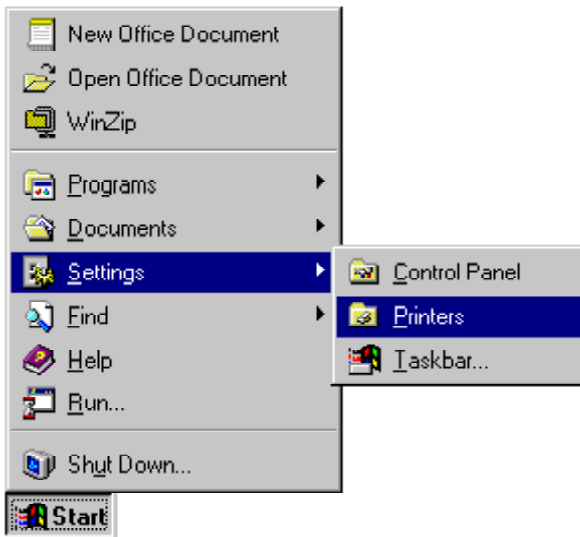 New Office Document
Open Office Document
WinZip
Programs
Documents
Settings
Find
Help
Run...
Shut Down...
Start
Control Panel
Printers
Taskbar...